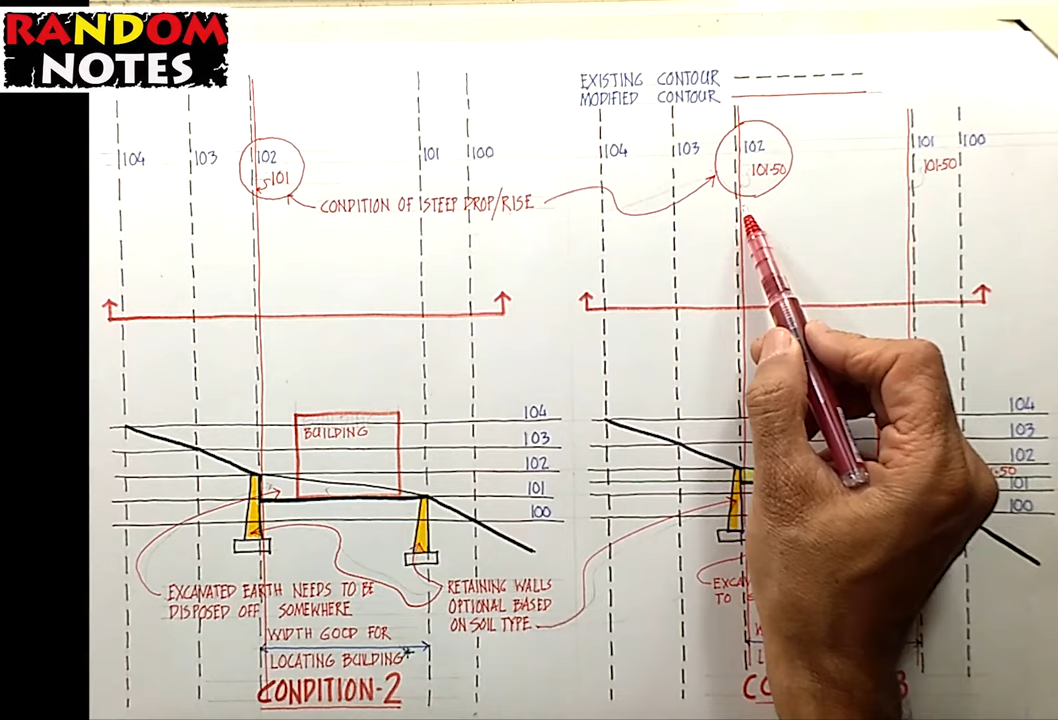 RANDOM
NOTES
EXISTING CONTOUR
MODIFIED CONTOUR
104
103
102
101
101
100
CONDITION OF STEEP DROP/RISE
104
103
102
101-50
101
101-50
100
BUILDING
104
103
102
101
100
EXCAVATED EARTH NEEDS TO BE
DISPOSED OFF SOMEWHERE
RETAINING WALLS
OPTIONAL BASED
ON SOIL TYPE
WIDTH GOOD FOR
LOCATING BUILDING*
CONDITION-2
104
103
102
-50
101
100
TO
3